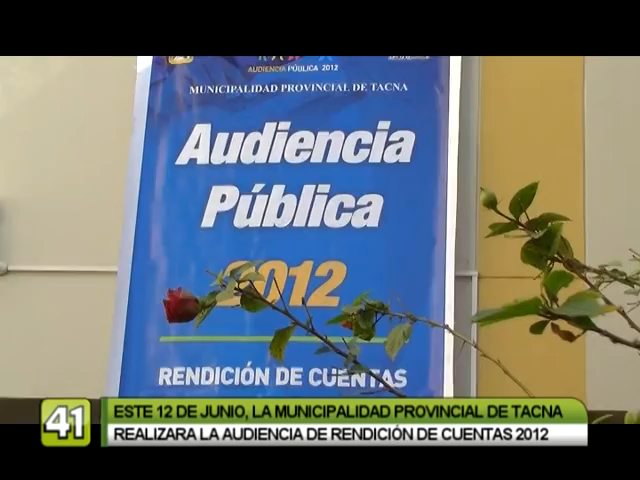 AUDIENCIA PÚBLICA 2012
MUNICIPALIDAD PROVINCIAL DE TACNA
Audiencia
Pública
2012
RENDICIÓN DE CUENTAS
41
ESTE 12 DE JUNIO, LA MUNICIPALIDAD PROVINCIAL DE TACNA
REALIZARA LA AUDIENCIA DE RENDICIÓN DE CUENTAS 2012